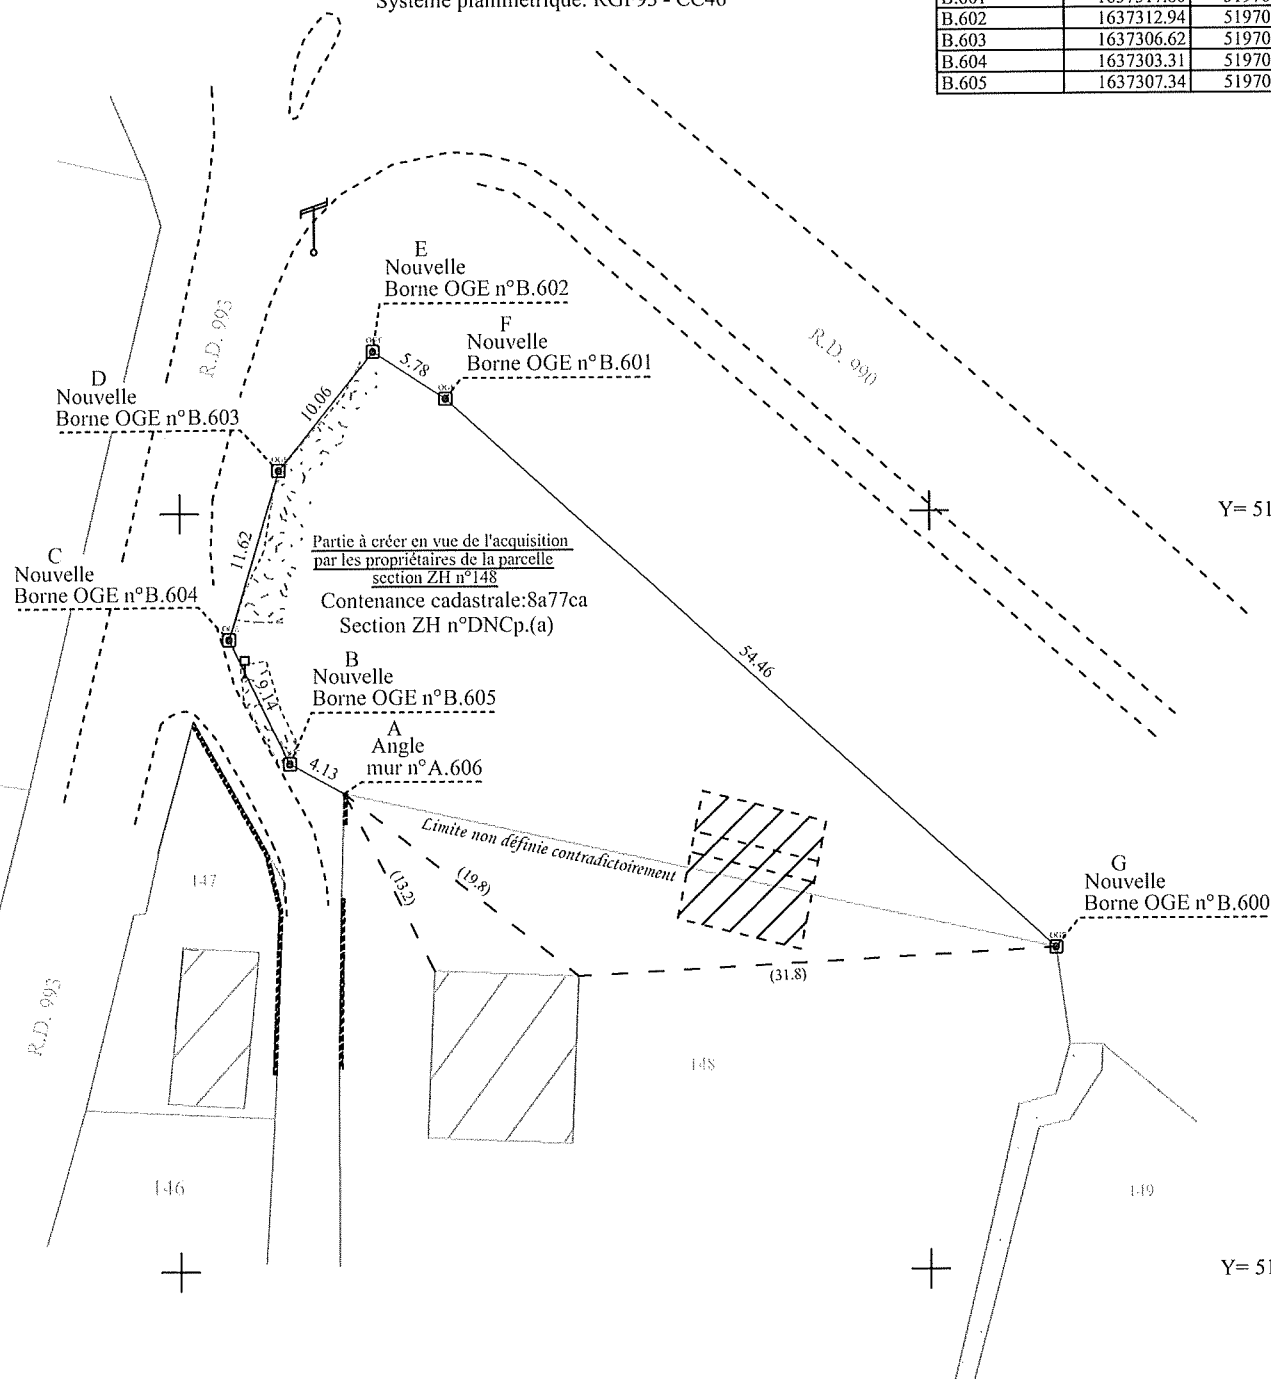 Système planimétrique: RGF93 - CC46
B.602 1637312.94 51970
B.603 1637306.62 51970
B.604 1637303.31 51970
B.605 1637307.34 51970
E
Nouvelle
Borne OGE n°B.602
F
Nouvelle
Borne OGE n°B.601
R.D. 993
R.D. 990
5.78
D
Nouvelle
Borne OGE n°B.603
10.06
OGE
Y= 51
11.62
Partie à créer en vue de l'acquisition
par les propriétaires de la parcelle
section ZH n°148
Contenance cadastrale:8a77ca
Section ZH n°DNCp.(a)
C
Nouvelle
Borne OGE n°B.604
B
Nouvelle
Borne OGE n°B.605
9.14
54.46
A
Angle
mur n°A.606
4.13
Limite non définie contradictoirement
G
Nouvelle
Borne OGE n°B.600
147
(13.2)
(19.8)
(31.8)
R.D. 993
148
146
149
Y= 51